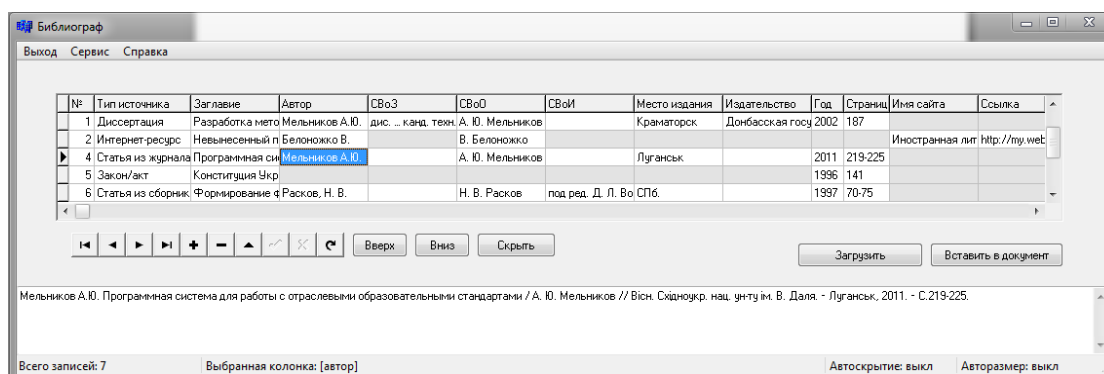 Библиограф
Выход Сервис Справка
№ Тип источника Заглавие Автор СВоЗ СВоО СВоИ Место издания Издательство Год Страниц Имя сайта Ссылка
1 Диссертация Разработка мето Мельников А.Ю. дис. ... канд. техн. А. Ю. Мельников Краматорск Донбасская госу 2002 187
2 Интернет-ресурс Невынесенный п Белоножко В. В. Белоножко Иностранная лит http://my.web
4 Статья из журнала Программная си Мельников А.Ю. А. Ю. Мельников Луганськ 2011 219-225
5 Закон/акт Конституция Укр 1996 141
6 Статья из сборник Формирование ф Расков, Н. В. Н. В. Расков под ред. Д. Л. Во СПб. 1997 70-75
Вверх Вниз Скрыть Загрузить Вставить в документ
Мельников А.Ю. Программная система для работы с отраслевыми образовательными стандартами / А. Ю. Мельников // Вісн. Східноукр. нац. ун-ту ім. В. Даля. - Луганськ, 2011. - С.219-225.
Всего записей: 7 Выбранная колонка: [автор] Автоскрытие: выкл Авторазмер: выкл